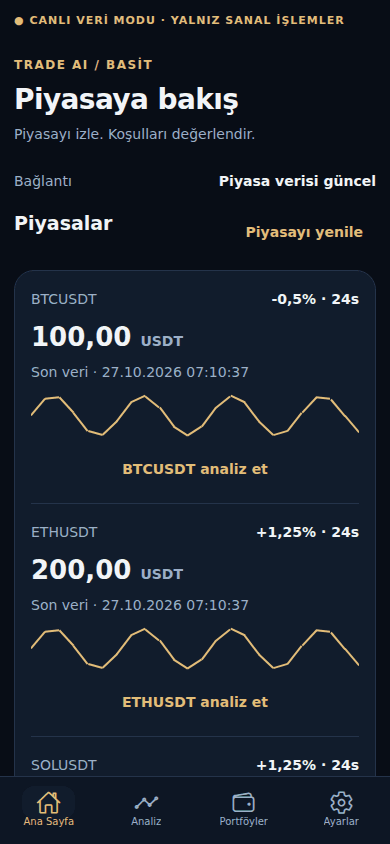 ● CANLI VERİ MODU · YALNIZ SANAL İŞLEMLER
TRADE AI / BASİT
Piyasaya bakış
Piyasayı izle. Koşulları değerlendir.
Bağlantı Piyasa verisi güncel
Piyasalar Piyasayı yenile
BTCUSDT -0,5% · 24s
100,00 USDT
Son veri · 27.10.2026 07:10:37
BTCUSDT analiz et
ETHUSDT +1,25% · 24s
200,00 USDT
Son veri · 27.10.2026 07:10:37
ETHUSDT analiz et
SOLUSDT +1,25% · 24s
Ana Sayfa Analiz Portföyler Ayarlar